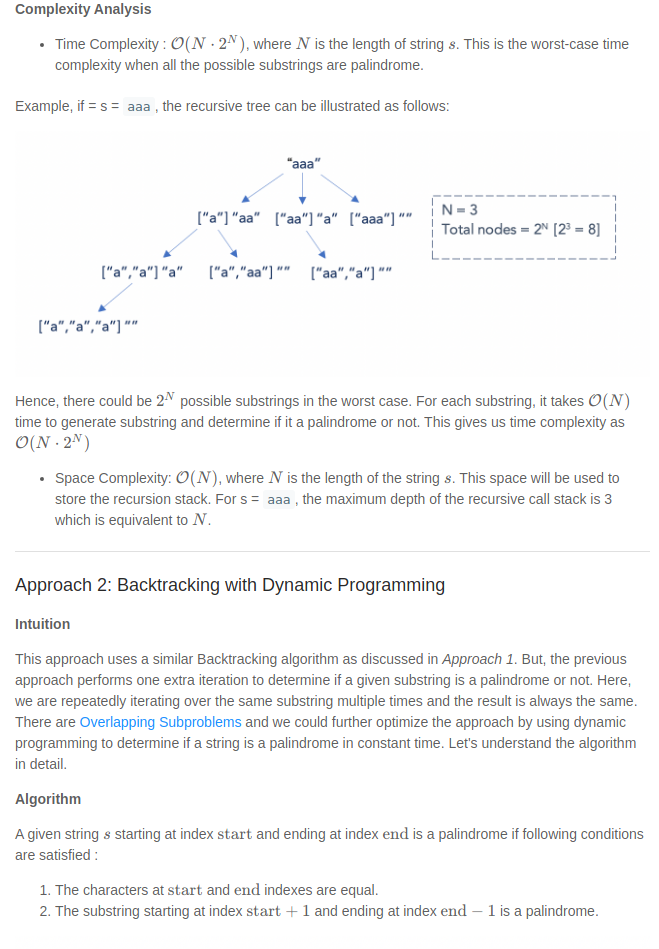 Complexity Analysis
• Time Complexity : O(N · 2^N), where N is the length of string s. This is the worst-case time
complexity when all the possible substrings are palindrome.
Example, if = s = aaa , the recursive tree can be illustrated as follows:
"aaa"
["a"] "aa" ["aa"] "a" ["aaa"] ""
N = 3
Total nodes = 2^N [2^3 = 8]
["a","a"] "a" ["a","aa"] "" ["aa","a"] ""
["a","a","a"] ""
Hence, there could be 2^N possible substrings in the worst case. For each substring, it takes O(N)
time to generate substring and determine if it a palindrome or not. This gives us time complexity as
O(N · 2^N)
• Space Complexity: O(N), where N is the length of the string s. This space will be used to
store the recursion stack. For s = aaa , the maximum depth of the recursive call stack is 3
which is equivalent to N.
Approach 2: Backtracking with Dynamic Programming
Intuition
This approach uses a similar Backtracking algorithm as discussed in Approach 1. But, the previous
approach performs one extra iteration to determine if a given substring is a palindrome or not. Here,
we are repeatedly iterating over the same substring multiple times and the result is always the same.
There are Overlapping Subproblems and we could further optimize the approach by using dynamic
programming to determine if a string is a palindrome in constant time. Let's understand the algorithm
in detail.
Algorithm
A given string s starting at index start and ending at index end is a palindrome if following conditions
are satisfied :
1. The characters at start and end indexes are equal.
2. The substring starting at index start + 1 and ending at index end − 1 is a palindrome.